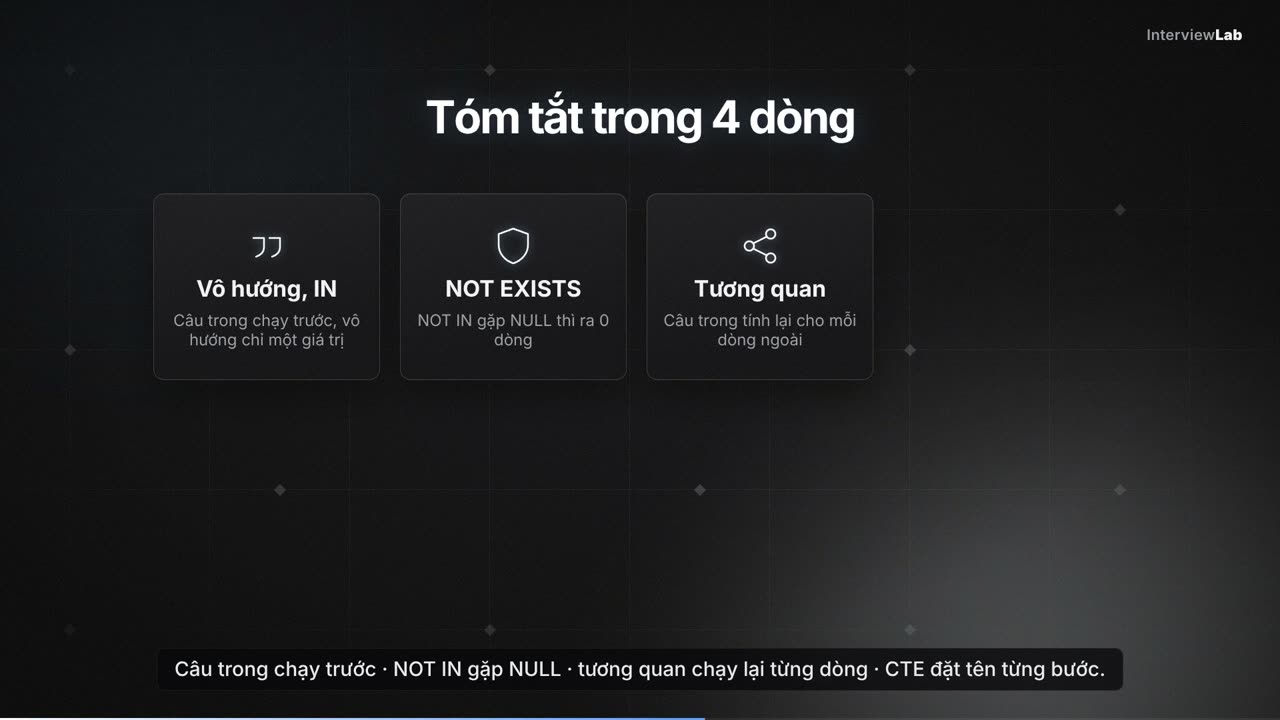 InterviewLab
Tóm tắt trong 4 dòng
Vô hướng, IN
Câu trong chạy trước, vô
hướng chỉ một giá trị
NOT EXISTS
NOT IN gặp NULL thì ra 0
dòng
Tương quan
Câu trong tính lại cho mỗi
dòng ngoài
Câu trong chạy trước · NOT IN gặp NULL · tương quan chạy lại từng dòng · CTE đặt tên từng bước.